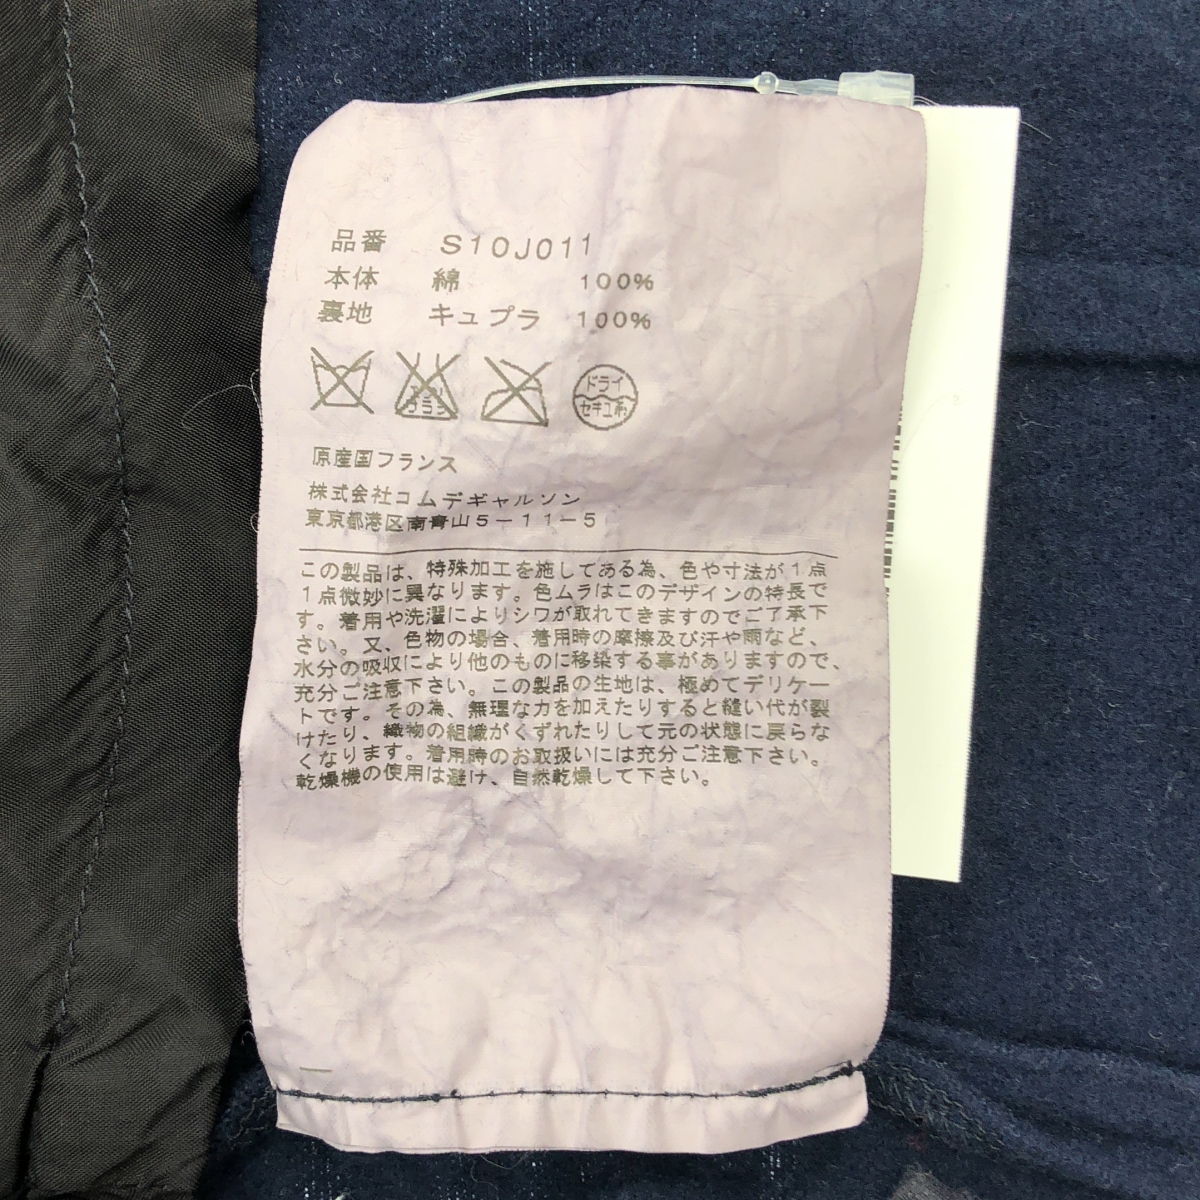 品番 S10J011
本体 綿 100%
裏地 キュプラ 100%
エンソ
サラシ
ドライ
セキユ系
原産国フランス
株式会社コムデギャルソン
東京都港区南青山5-11-5
この製品は、特殊加工を施してある為、色や寸法が1点
1点微妙に異なります。色ムラはこのデザインの特長で
す。着用や洗濯によりシワが取れてきますのでご了承下
さい。又、色物の場合、着用時の摩擦及び汗や雨など、
水分の吸収により他のものに移染する事がありますので、
充分ご注意下さい。この製品の生地は、極めてデリケー
トです。その為、無理な力を加えたりすると縫い代が裂
けたり、織物の組織がくずれたりして元の状態に戻らな
くなります。着用時のお取扱いには充分ご注意下さい。
乾燥機の使用は避け、自然乾燥して下さい。